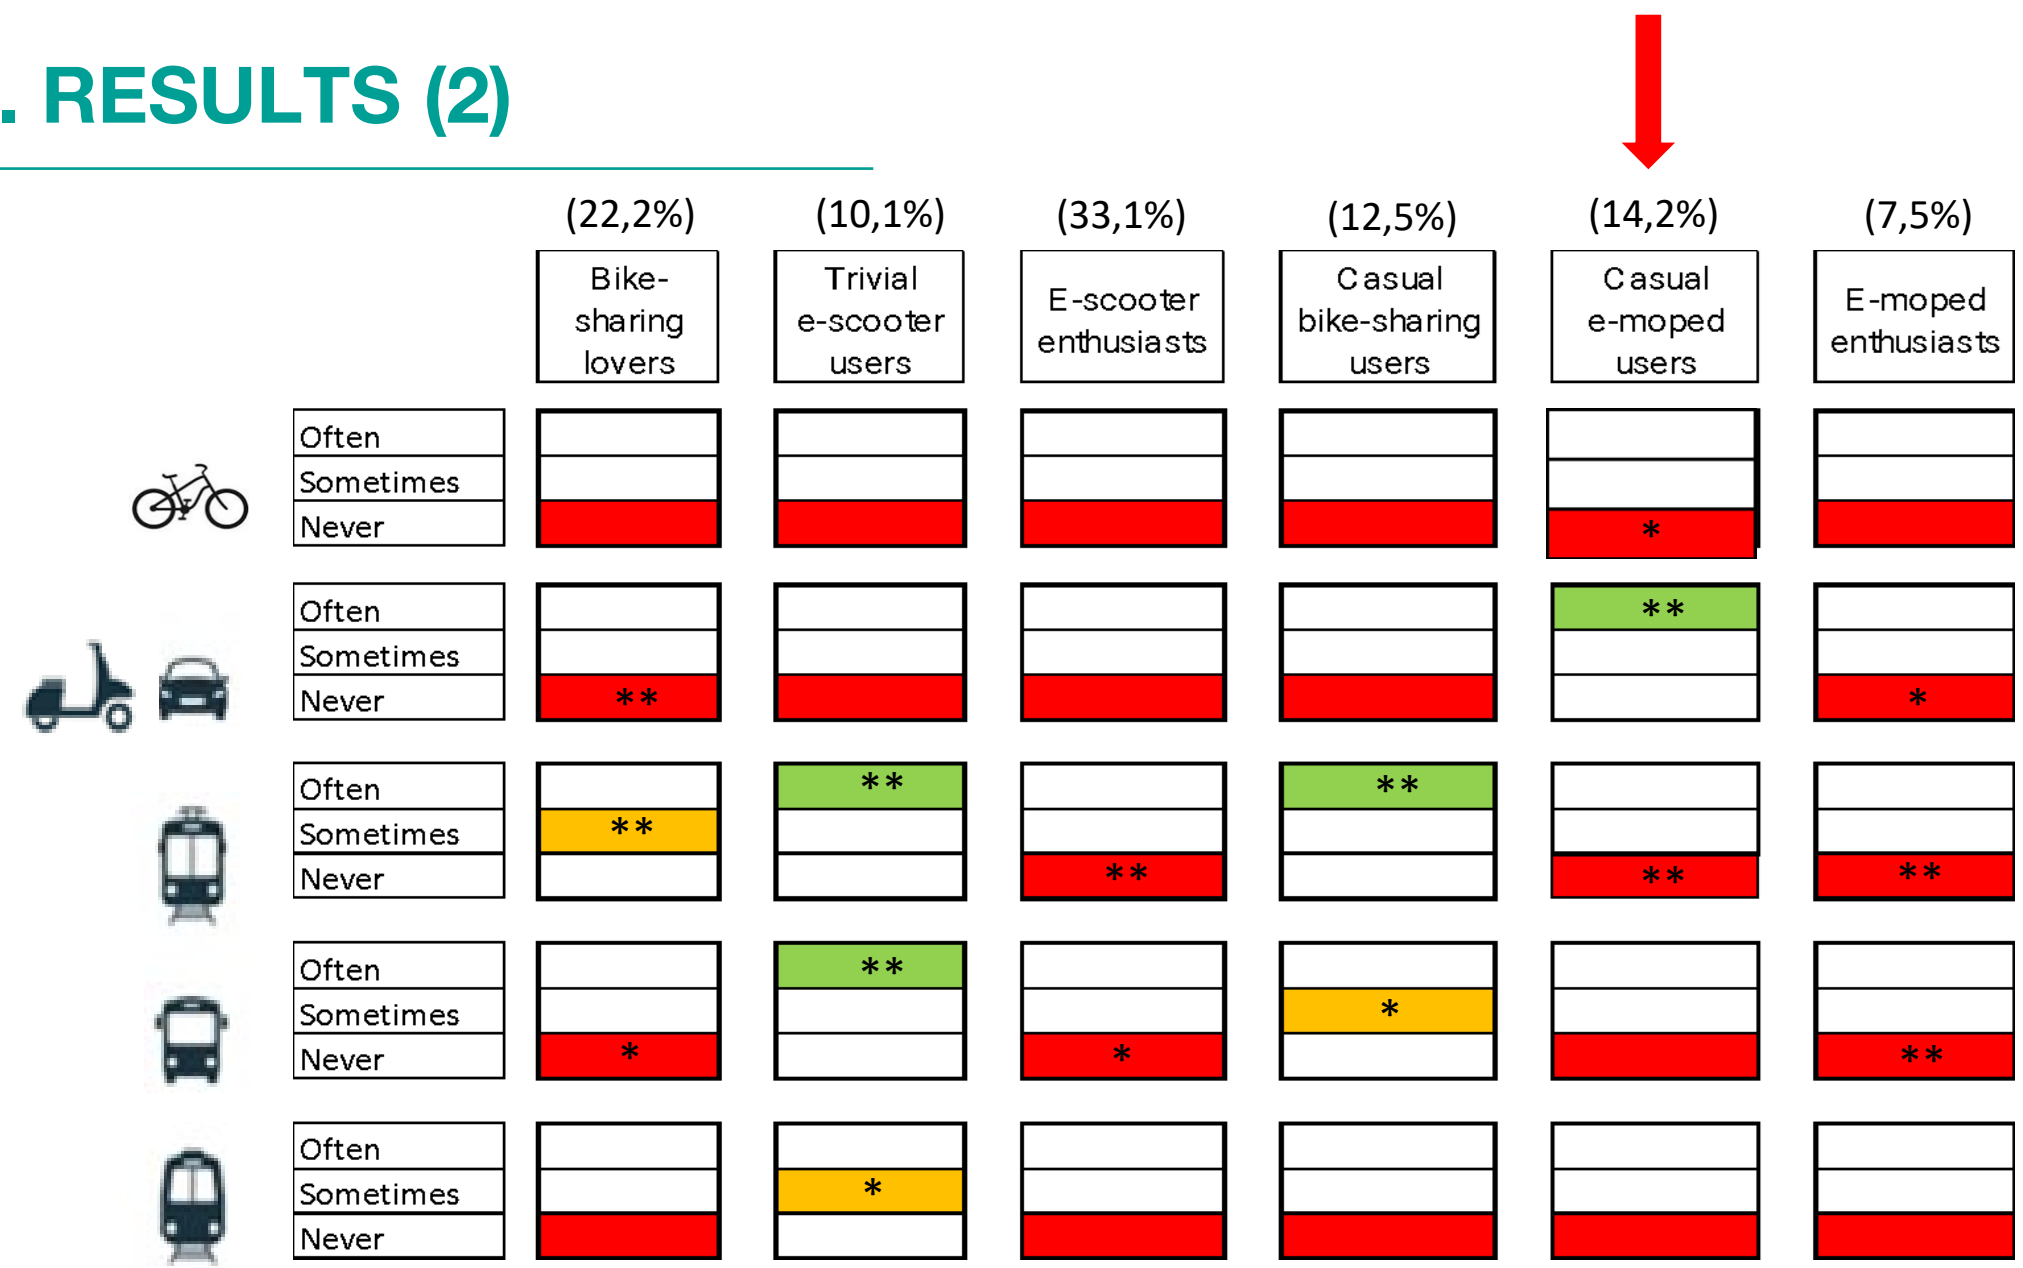 . RESULTS (2)
(22,2%) (10,1%) (33,1%) (12,5%) (14,2%) (7,5%)
Bike-
sharing
lovers
Trivial
e-scooter
users
E-scooter
enthusiasts
Casual
bike-sharing
users
Casual
e-moped
users
E-moped
enthusiasts
Often
Sometimes
Never *
Often **
Sometimes
Never ** *
Often ** **
Sometimes **
Never ** ** **
Often **
Sometimes *
Never * * **
Often
Sometimes *
Never